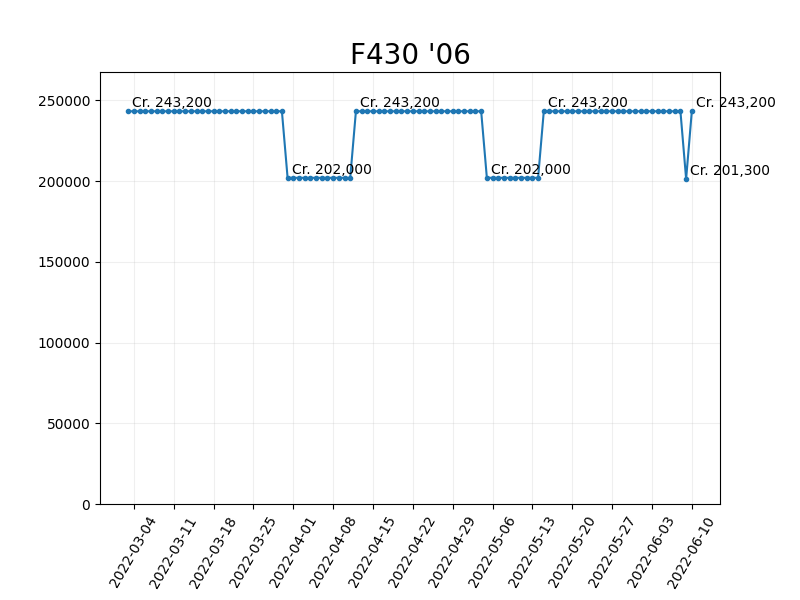 F430 '06
250000
200000
150000
100000
50000
0
Cr. 243,200
Cr. 202,000
Cr. 243,200
Cr. 202,000
Cr. 243,200
Cr. 201,300
Cr. 243,200
2022-03-04
2022-03-11
2022-03-18
2022-03-25
2022-04-01
2022-04-08
2022-04-15
2022-04-22
2022-04-29
2022-05-06
2022-05-13
2022-05-20
2022-05-27
2022-06-03
2022-06-10